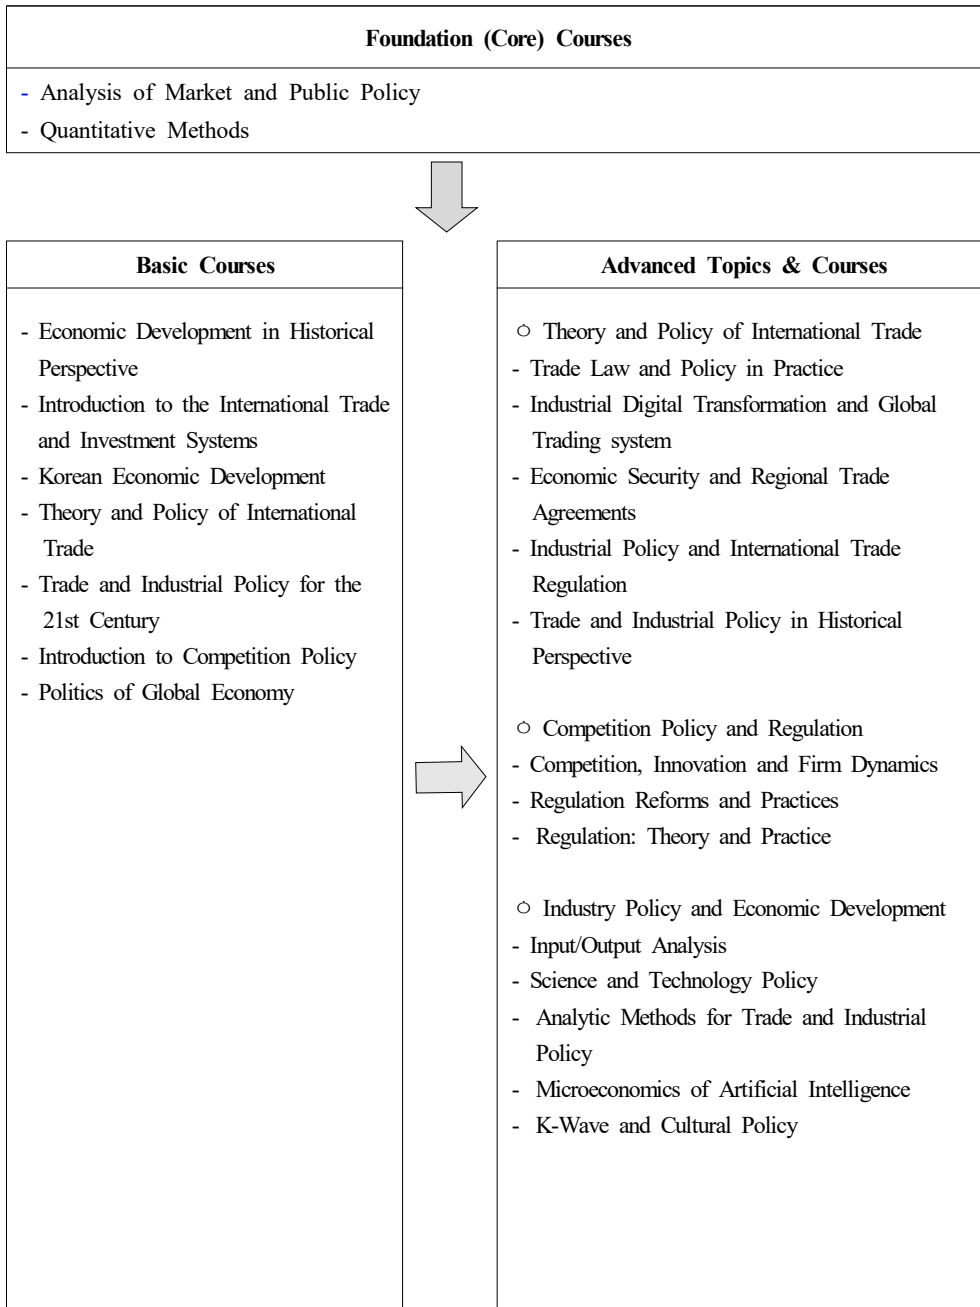 Foundation (Core) Courses
- Analysis of Market and Public Policy
- Quantitative Methods
Basic Courses
- Economic Development in Historical
Perspective
- Introduction to the International Trade
and Investment Systems
- Korean Economic Development
- Theory and Policy of International
Trade
- Trade and Industrial Policy for the
21st Century
- Introduction to Competition Policy
- Politics of Global Economy
Advanced Topics & Courses
○ Theory and Policy of International Trade
- Trade Law and Policy in Practice
- Industrial Digital Transformation and Global
Trading system
- Economic Security and Regional Trade
Agreements
- Industrial Policy and International Trade
Regulation
- Trade and Industrial Policy in Historical
Perspective
○ Competition Policy and Regulation
- Competition, Innovation and Firm Dynamics
- Regulation Reforms and Practices
- Regulation: Theory and Practice
○ Industry Policy and Economic Development
- Input/Output Analysis
- Science and Technology Policy
- Analytic Methods for Trade and Industrial
Policy
- Microeconomics of Artificial Intelligence
- K-Wave and Cultural Policy